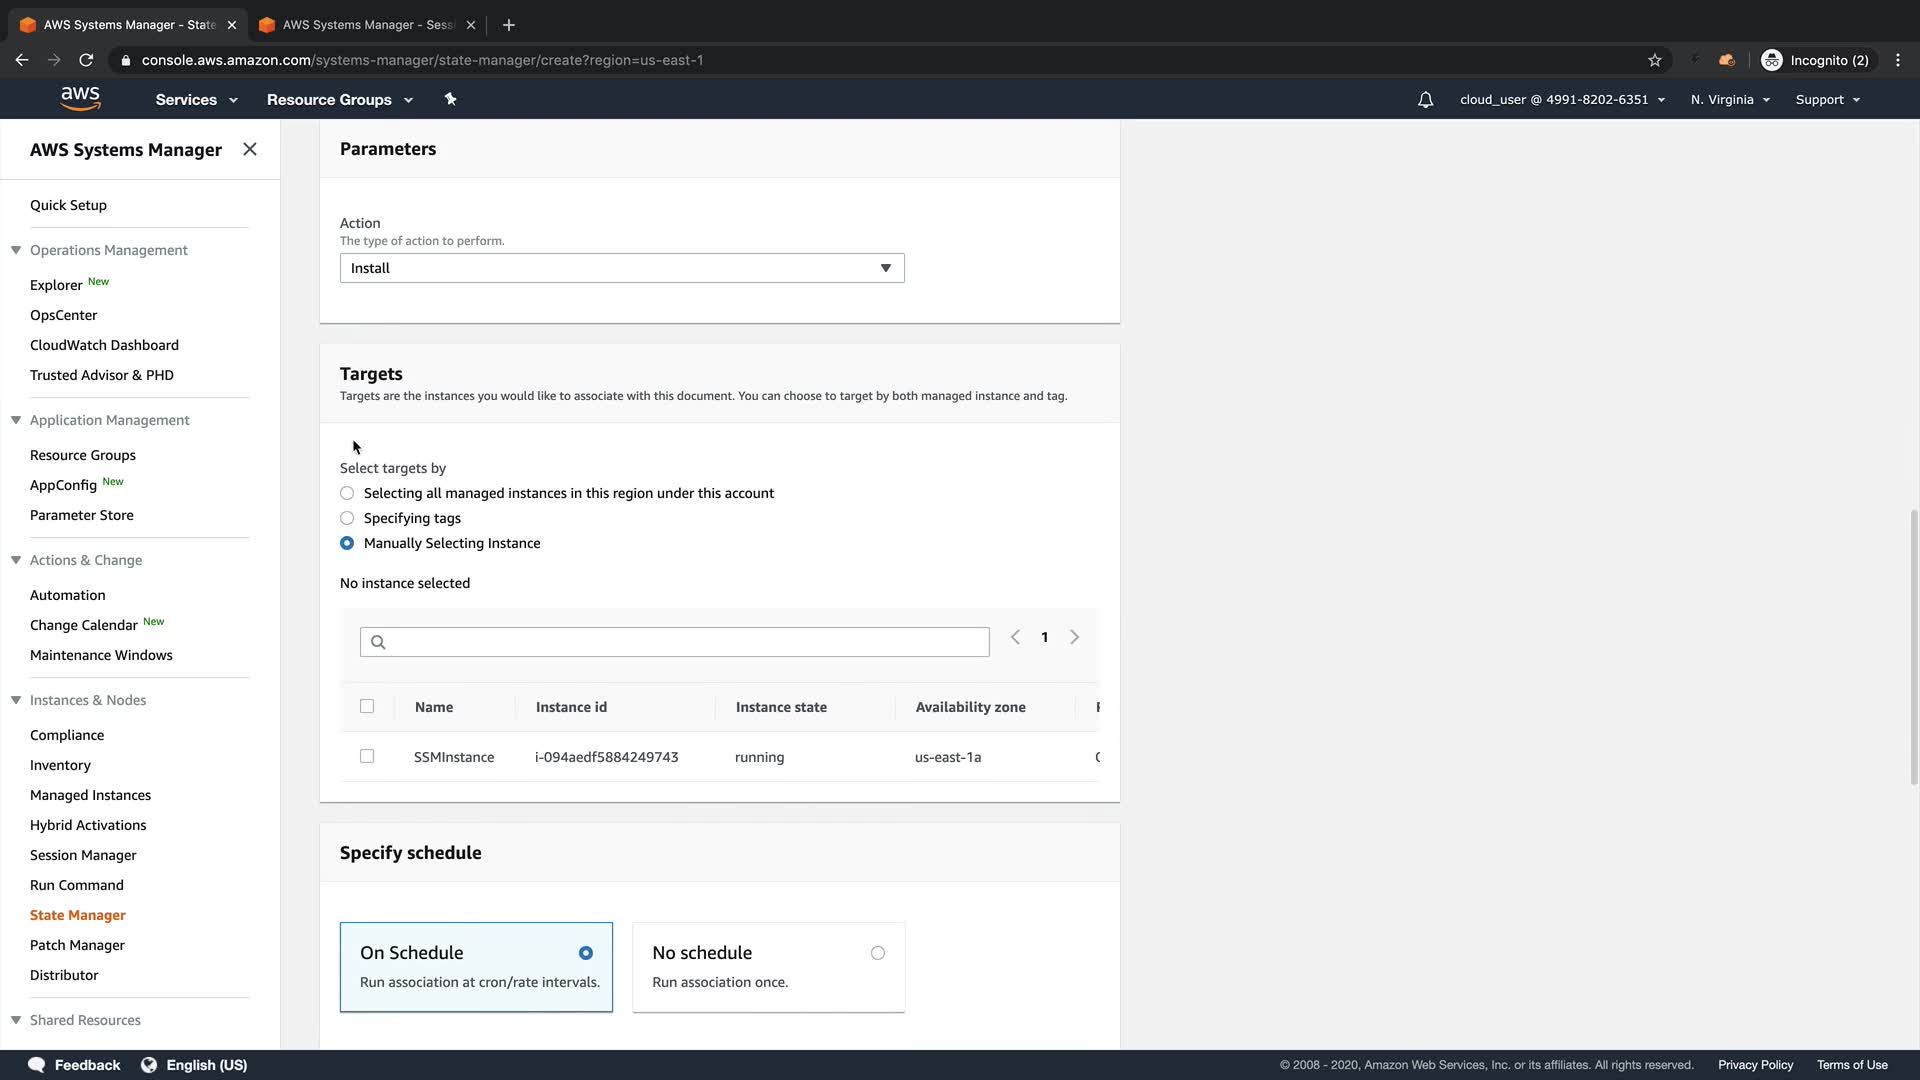 AWS Systems Manager - State
AWS Systems Manager - Sess
console.aws.amazon.com/systems-manager/state-manager/create?region=us-east-1
Incognito (2)
aws
Services
Resource Groups
cloud_user @ 4991-8202-6351
N. Virginia
Support
AWS Systems Manager
Quick Setup
Operations Management
Explorer New
OpsCenter
CloudWatch Dashboard
Trusted Advisor & PHD
Application Management
Resource Groups
AppConfig New
Parameter Store
Actions & Change
Automation
Change Calendar New
Maintenance Windows
Instances & Nodes
Compliance
Inventory
Managed Instances
Hybrid Activations
Session Manager
Run Command
State Manager
Patch Manager
Distributor
Shared Resources
Parameters
Action
The type of action to perform.
Install
Targets
Targets are the instances you would like to associate with this document. You can choose to target by both managed instance and tag.
Select targets by
Selecting all managed instances in this region under this account
Specifying tags
Manually Selecting Instance
No instance selected
1
Name Instance id Instance state Availability zone
SSMInstance i-094aedf5884249743 running us-east-1a
Specify schedule
On Schedule
Run association at cron/rate intervals.
No schedule
Run association once.
Feedback
English (US)
© 2008 - 2020, Amazon Web Services, Inc. or its affiliates. All rights reserved.
Privacy Policy
Terms of Use